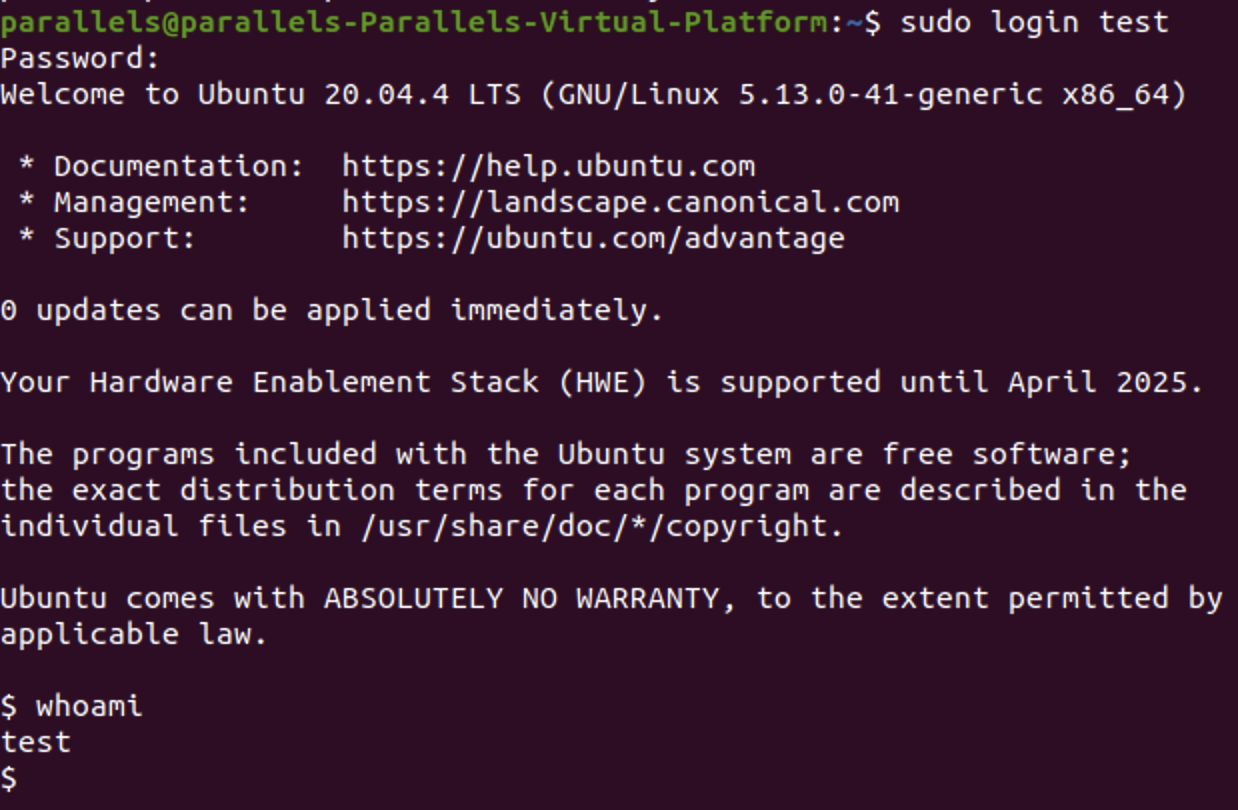 parallels@parallels-Parallels-Virtual-Platform:~$ sudo login test
Password:
Welcome to Ubuntu 20.04.4 LTS (GNU/Linux 5.13.0-41-generic x86_64)

 * Documentation:  https://help.ubuntu.com
 * Management:     https://landscape.canonical.com
 * Support:        https://ubuntu.com/advantage

0 updates can be applied immediately.

Your Hardware Enablement Stack (HWE) is supported until April 2025.

The programs included with the Ubuntu system are free software;
the exact distribution terms for each program are described in the
individual files in /usr/share/doc/*/copyright.

Ubuntu comes with ABSOLUTELY NO WARRANTY, to the extent permitted by
applicable law.

$ whoami
test
$